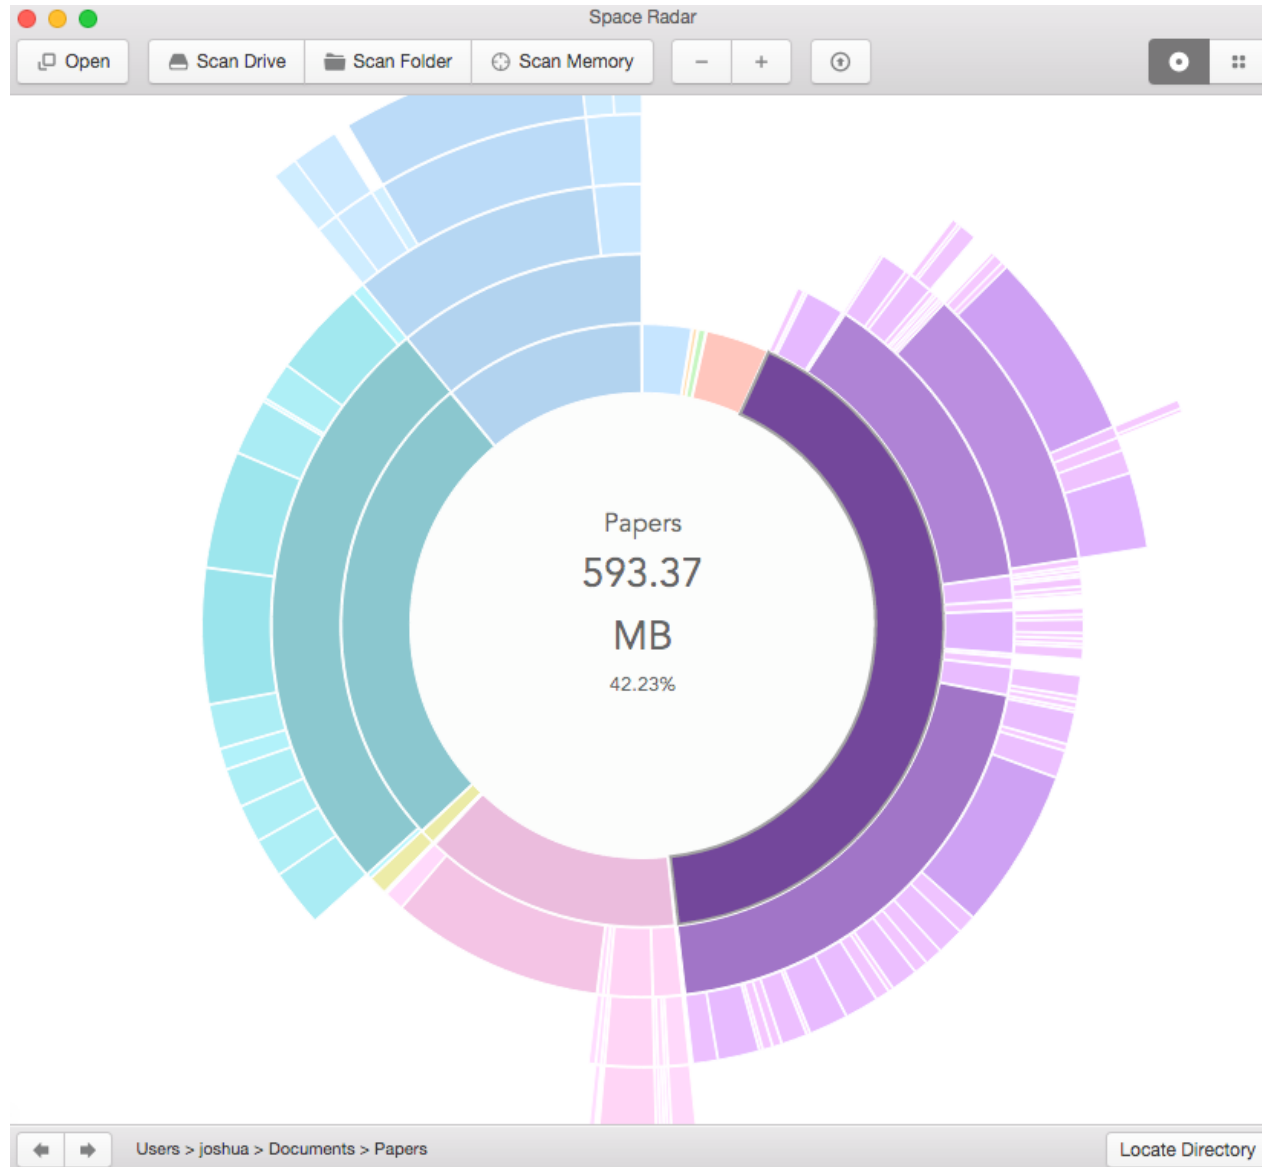 Space Radar
Open Scan Drive Scan Folder Scan Memory − +
Papers
593.37
MB
42.23%
Users > joshua > Documents > Papers Locate Directory